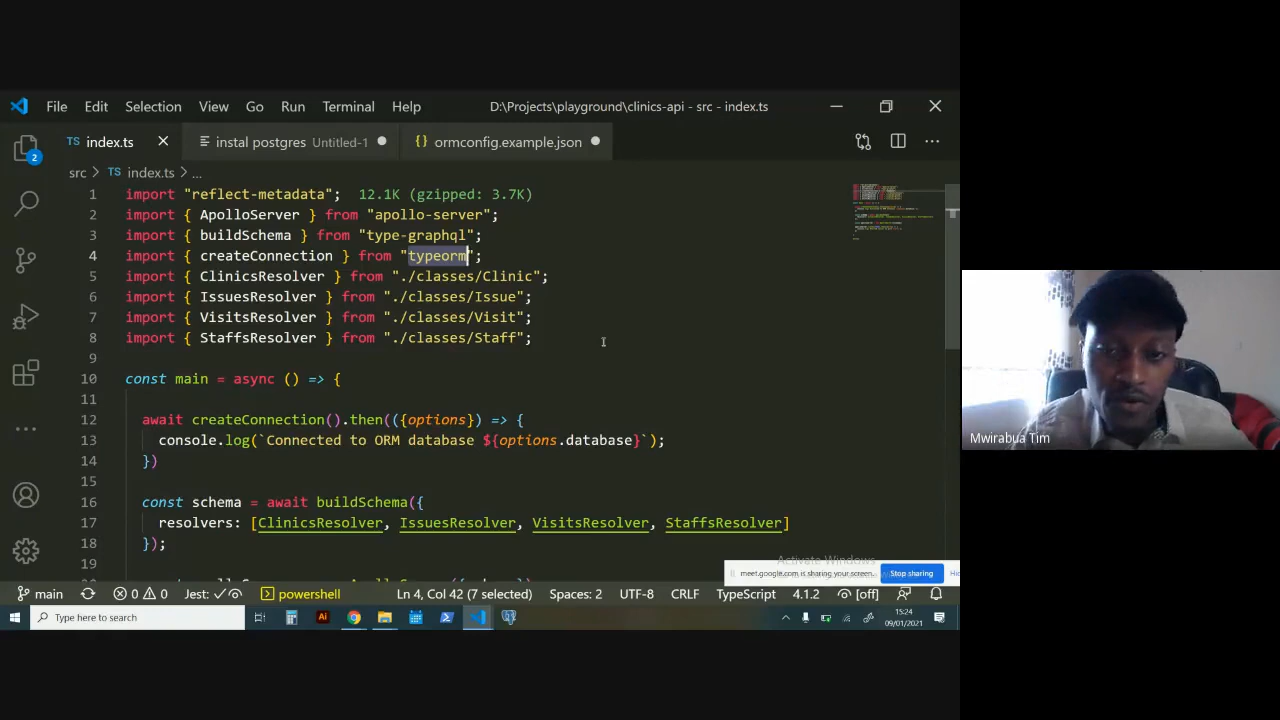 File Edit Selection View Go Run Terminal Help D:\Projects\playground\clinics-api - src - index.ts
TS index.ts instal postgres Untitled-1 {} ormconfig.example.json
2
src > TS index.ts > ...
1 import "reflect-metadata"; 12.1K (gzipped: 3.7K)
2 import { ApolloServer } from "apollo-server";
3 import { buildSchema } from "type-graphql";
4 import { createConnection } from "typeorm";
5 import { ClinicsResolver } from "./classes/Clinic";
6 import { IssuesResolver } from "./classes/Issue";
7 import { VisitsResolver } from "./classes/Visit";
8 import { StaffsResolver } from "./classes/Staff";
9
10 const main = async () => {
11
12 await createConnection().then(({options}) => {
13 console.log(`Connected to ORM database ${options.database}`);
14 })
15
16 const schema = await buildSchema({
17 resolvers: [ClinicsResolver, IssuesResolver, VisitsResolver, StaffsResolver]
18 });
19
Mwirabua Tim
Activate Windows
meet.google.com is sharing your screen. Stop sharing
main 0 0 Jest: powershell Ln 4, Col 42 (7 selected) Spaces: 2 UTF-8 CRLF TypeScript 4.1.2 [off]
Type here to search Ai 15:24
09/01/2021